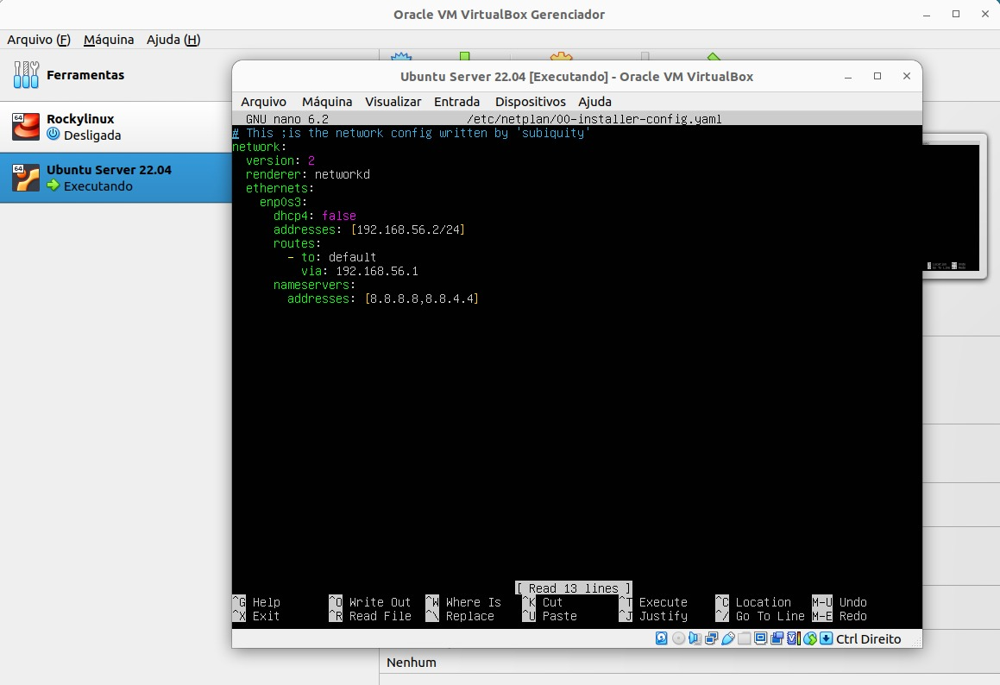 Oracle VM VirtualBox Gerenciador
Arquivo (F) Máquina Ajuda (H)
Ferramentas
64
Rockylinux
Desligada
64
Ubuntu Server 22.04
Executando
Ubuntu Server 22.04 [Executando] - Oracle VM VirtualBox
Arquivo Máquina Visualizar Entrada Dispositivos Ajuda
GNU nano 6.2 /etc/netplan/00-installer-config.yaml
# This ;is the network config written by 'subiquity'
network:
  version: 2
  renderer: networkd
  ethernets:
    enp0s3:
      dhcp4: false
      addresses: [192.168.56.2/24]
      routes:
        - to: default
          via: 192.168.56.1
      nameservers:
        addresses: [8.8.8.8,8.8.4.4]
[ Read 13 lines ]
^G Help ^O Write Out ^W Where Is ^K Cut ^T Execute ^C Location M-U Undo
^X Exit ^R Read File ^\ Replace ^U Paste ^J Justify ^/ Go To Line M-E Redo
Ctrl Direito
Nenhum